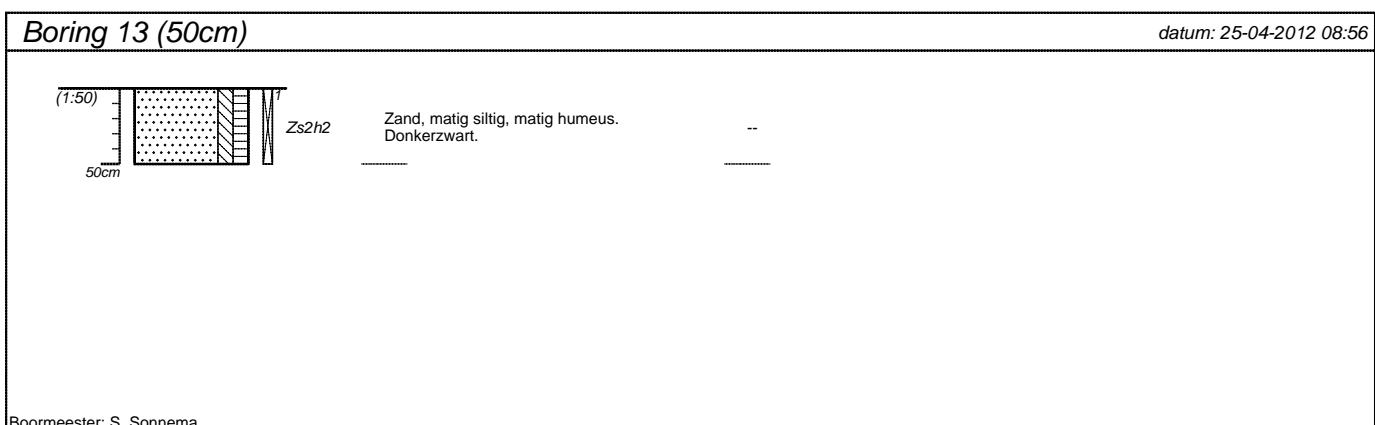 Boring 13 (50cm)
datum: 25-04-2012 08:56
(1:50)
1
Zs2h2
Zand, matig siltig, matig humeus.
Donkerzwart.
--
50cm
Boormeester: S. Sonnema